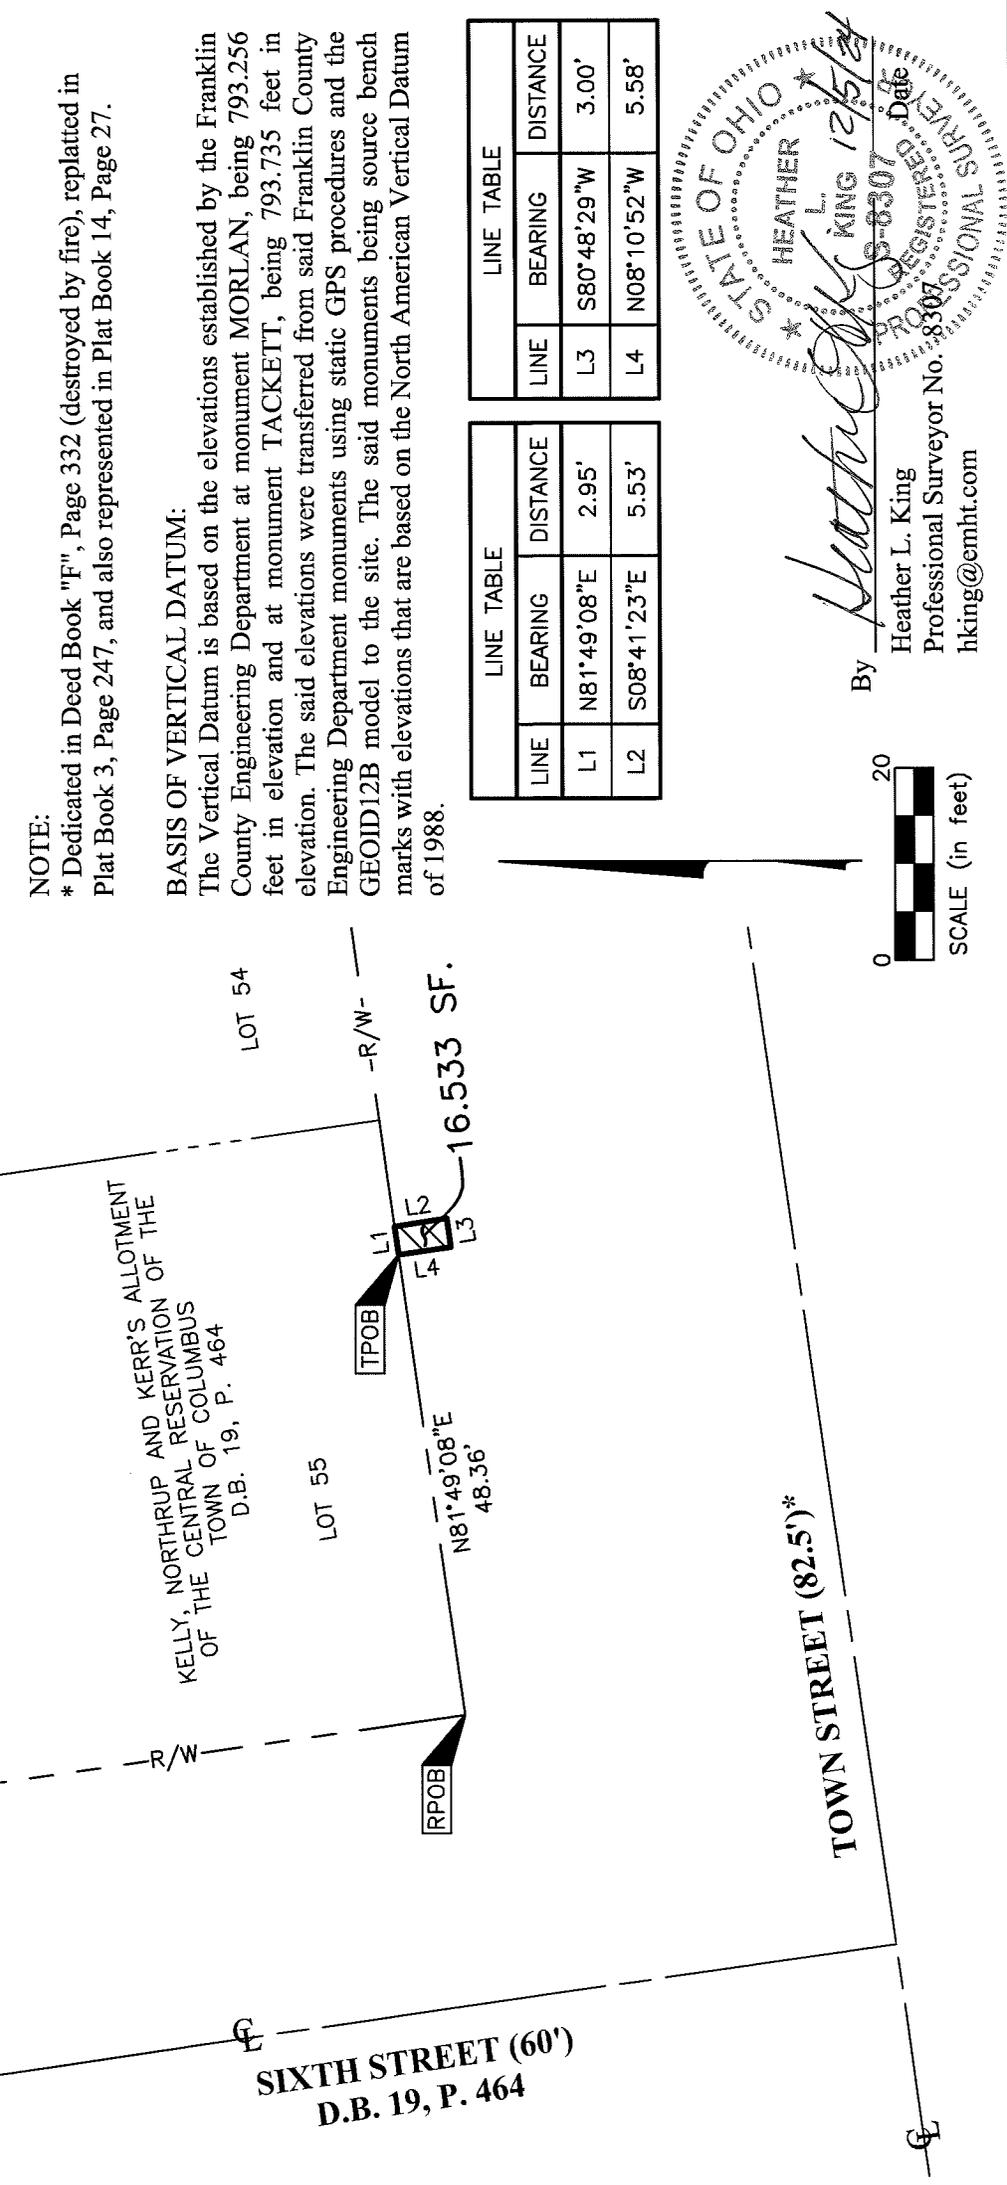 NOTE:
* Dedicated in Deed Book "F", Page 332 (destroyed by fire), replatted in
Plat Book 3, Page 247, and also represented in Plat Book 14, Page 27.
BASIS OF VERTICAL DATUM:
The Vertical Datum is based on the elevations established by the Franklin
County Engineering Department at monument MORLAN, being 793.256
feet in elevation and at monument TACKETT, being 793.735 feet in
elevation. The said elevations were transferred from said Franklin County
Engineering Department monuments using static GPS procedures and the
GEOID12B model to the site. The said monuments being source bench
marks with elevations that are based on the North American Vertical Datum
of 1988.
LINE TABLE
LINE BEARING DISTANCE
L1 N81°49'08"E 2.95'
L2 S08°41'23"E 5.53'
LINE TABLE
LINE BEARING DISTANCE
L3 S80°48'29"W 3.00'
L4 N08°10'52"W 5.58'
KELLY, NORTHRUP AND KERR'S ALLOTMENT
OF THE CENTRAL RESERVATION OF THE
TOWN OF COLUMBUS
D.B. 19, P. 464
LOT 54
LOT 55
-R/W-
R/W
TPOB
L1
L2
L3
L4
16.533 SF.
N81°49'08"E
48.36'
RPOB
SIXTH STREET (60')
D.B. 19, P. 464
TOWN STREET (82.5')*
CL
CL
0 20
SCALE (in feet)
STATE OF OHIO
HEATHER
L.
KING
S-8307
REGISTERED
PROFESSIONAL SURVEYOR
12/5/24
By Date
Heather L. King
Professional Surveyor No. 8307
hking@emht.com